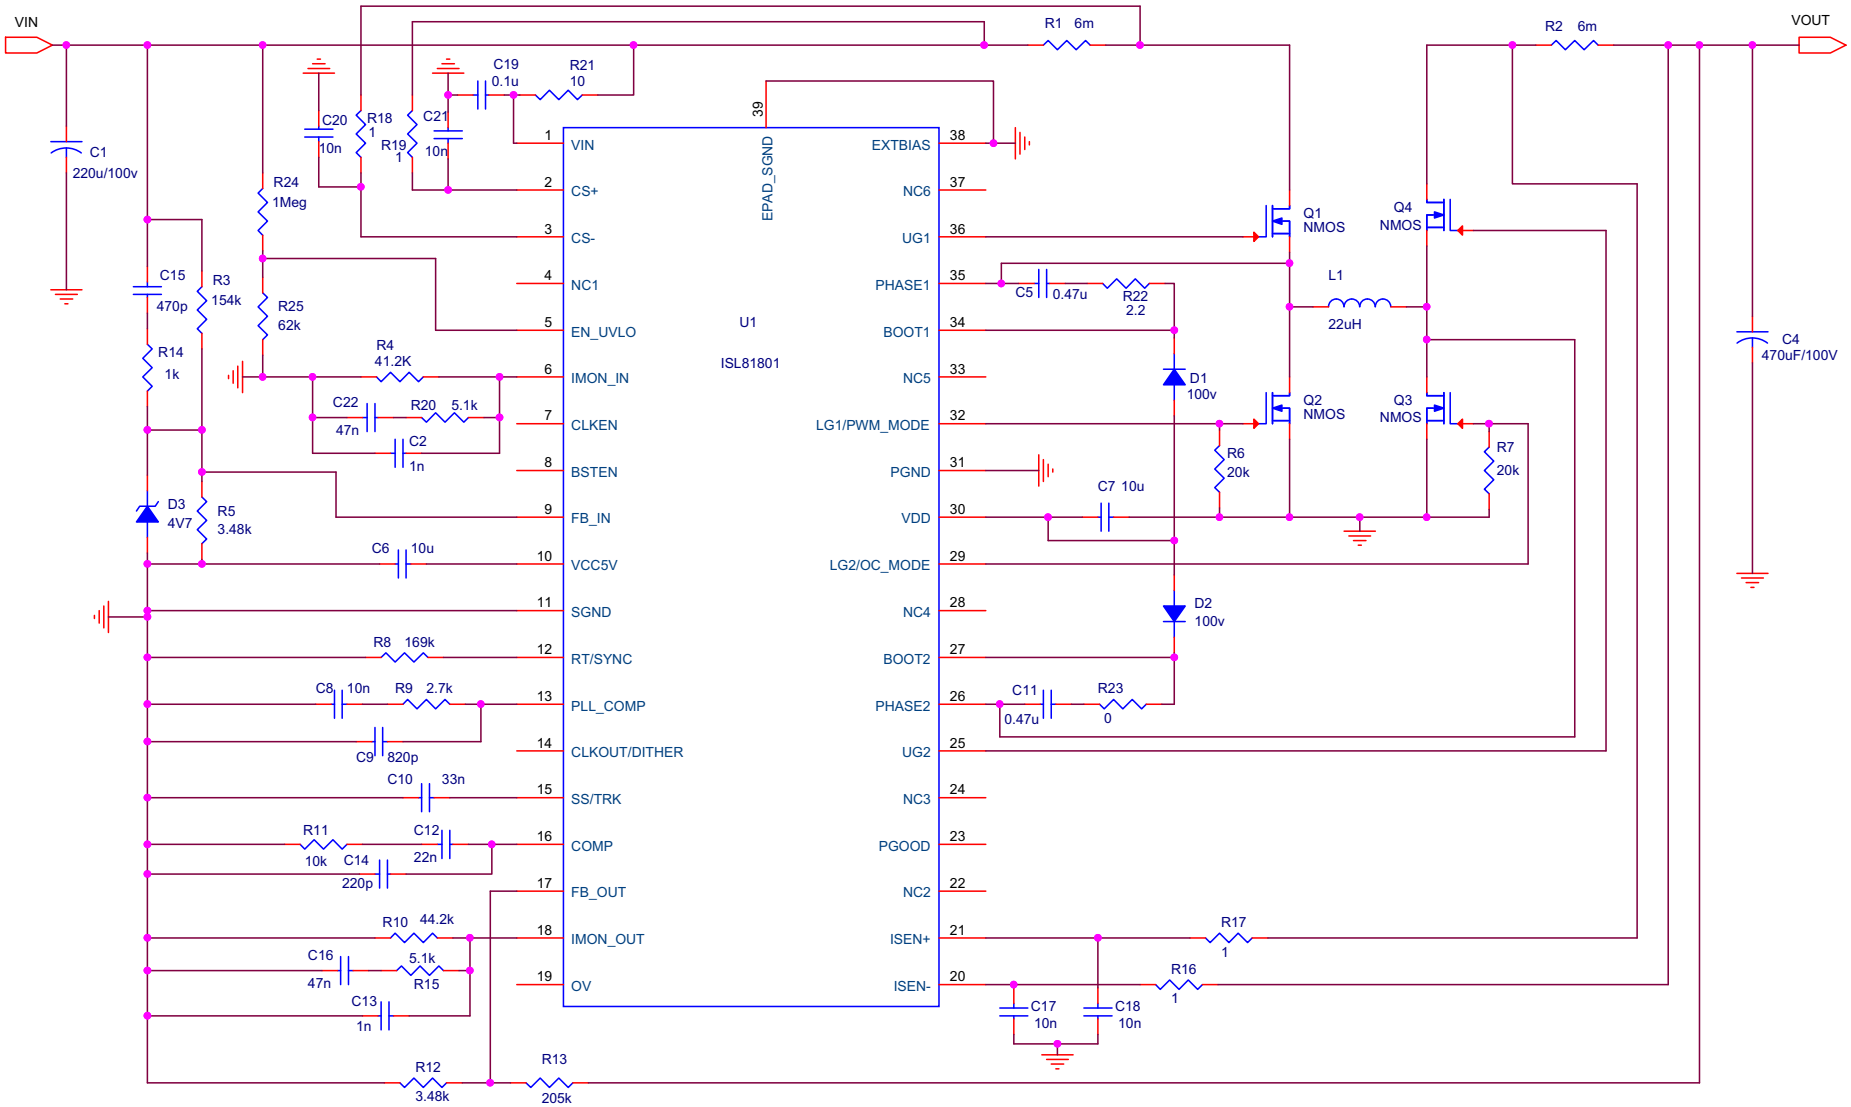 VIN
VOUT
R1 6m
R2 6m
C19
0.1u
R21
10
C20
10n
R18
1
R19
1
C21
10n
C1
220u/100v
R24
1Meg
C15
470p
R3
154k
R25
62k
R14
1k
R4
41.2K
C22
47n
R20 5.1k
C2
1n
D3
4V7
R5
3.48k
C6 10u
R8 169k
C8 10n
R9 2.7k
C9 820p
C10 33n
R11
10k
C12
22n
C14
220p
R10 44.2k
C16
47n
5.1k
R15
C13
1n
R12
3.48k
R13
205k
U1
ISL81801
39
EPAD_SGND
1 VIN
2 CS+
3 CS-
4 NC1
5 EN_UVLO
6 IMON_IN
7 CLKEN
8 BSTEN
9 FB_IN
10 VCC5V
11 SGND
12 RT/SYNC
13 PLL_COMP
14 CLKOUT/DITHER
15 SS/TRK
16 COMP
17 FB_OUT
18 IMON_OUT
19 OV
EXTBIAS 38
NC6 37
UG1 36
PHASE1 35
BOOT1 34
NC5 33
LG1/PWM_MODE 32
PGND 31
VDD 30
LG2/OC_MODE 29
NC4 28
BOOT2 27
PHASE2 26
UG2 25
NC3 24
PGOOD 23
NC2 22
ISEN+ 21
ISEN- 20
Q1
NMOS
Q4
NMOS
C5 0.47u
R22
2.2
L1
22uH
C4
470uF/100V
D1
100v
Q2
NMOS
Q3
NMOS
R6
20k
R7
20k
C7 10u
D2
100v
C11
0.47u
R23
0
R17
1
R16
1
C17
10n
C18
10n